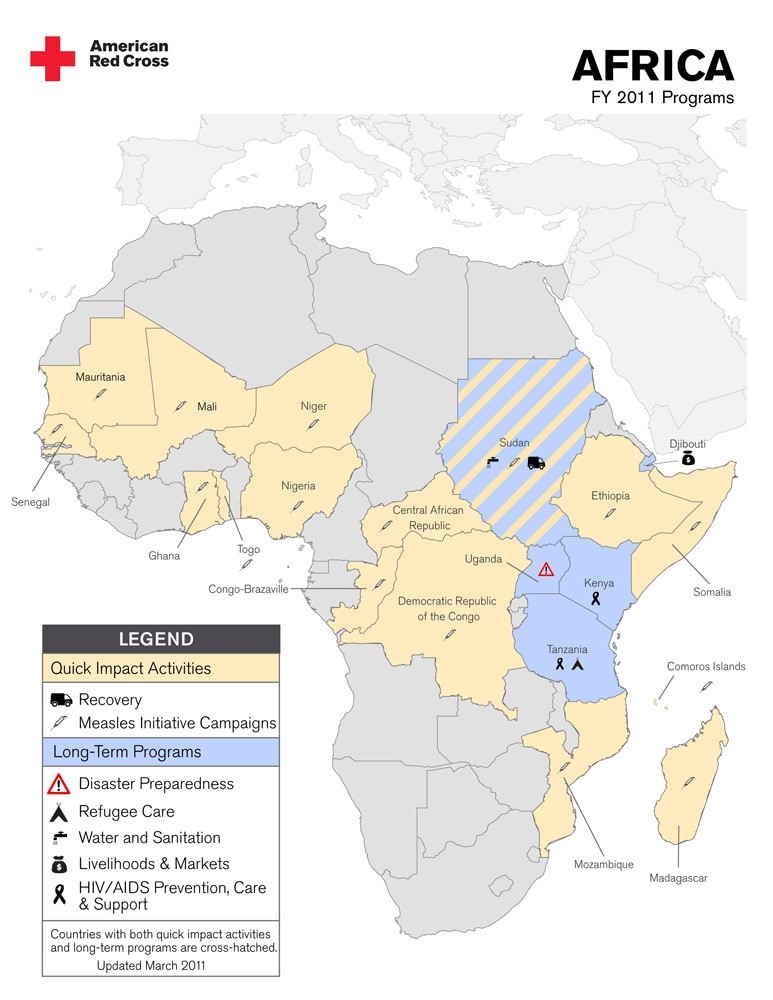 American
Red Cross
AFRICA
FY 2011 Programs
Mauritania
Mali
Niger
Sudan
Djibouti
Senegal
Nigeria
Ethiopia
Central African
Republic
Ghana
Togo
Uganda
Congo-Brazaville
Kenya
Somalia
Democratic Republic
of the Congo
Tanzania
Comoros Islands
Mozambique
Madagascar
LEGEND
Quick Impact Activities
Recovery
Measles Initiative Campaigns
Long-Term Programs
Disaster Preparedness
Refugee Care
Water and Sanitation
Livelihoods & Markets
HIV/AIDS Prevention, Care
& Support
Countries with both quick impact activities
and long-term programs are cross-hatched.
Updated March 2011